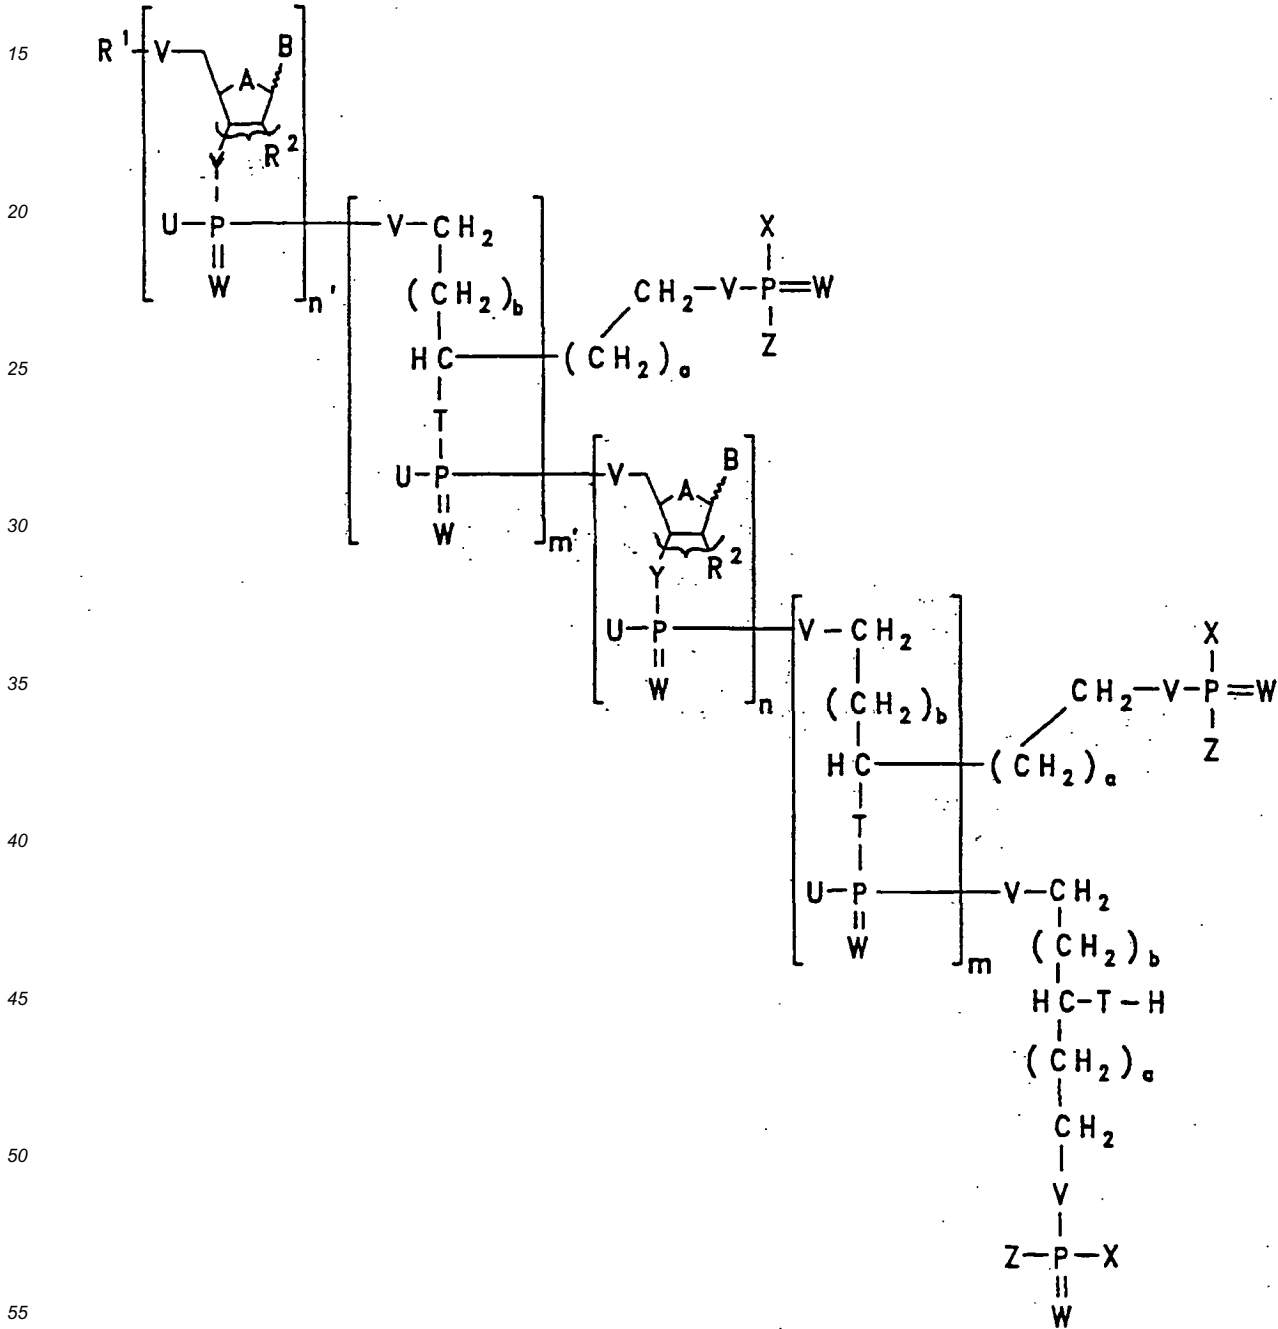 15 R¹ V B
A
Y R²
20 U—P V—CH₂ X
W n' (CH₂)b CH₂—V—P=W
Z
25 HC (CH₂)a
T
U—P V B
A
30 W m' R²
Y
U—P V—CH₂ X
35 W n (CH₂)b CH₂—V—P=W
Z
HC (CH₂)a
40 T
U—P V—CH₂
W m (CH₂)b
45 HC—T—H
(CH₂)a
CH₂
50 V
Z—P—X
55 W